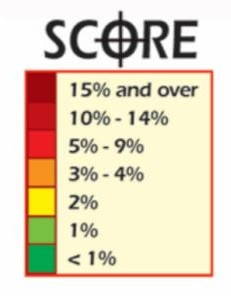 SCORE
15% and over
10% - 14%
5% - 9%
3% - 4%
2%
1%
< 1%